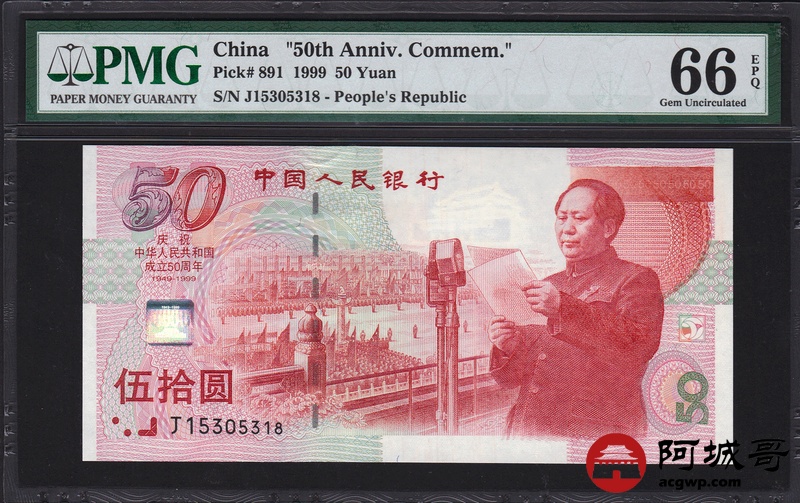 PMG
PAPER MONEY GUARANTY
China "50th Anniv. Commem."
Pick# 891 1999 50 Yuan
S/N J15305318 - People's Republic
66 EPQ
Gem Uncirculated
50
中国人民银行
庆祝
中华人民共和国
成立50周年
1949-1999
伍拾圆
J15305318
50
阿城哥
acgwp.com